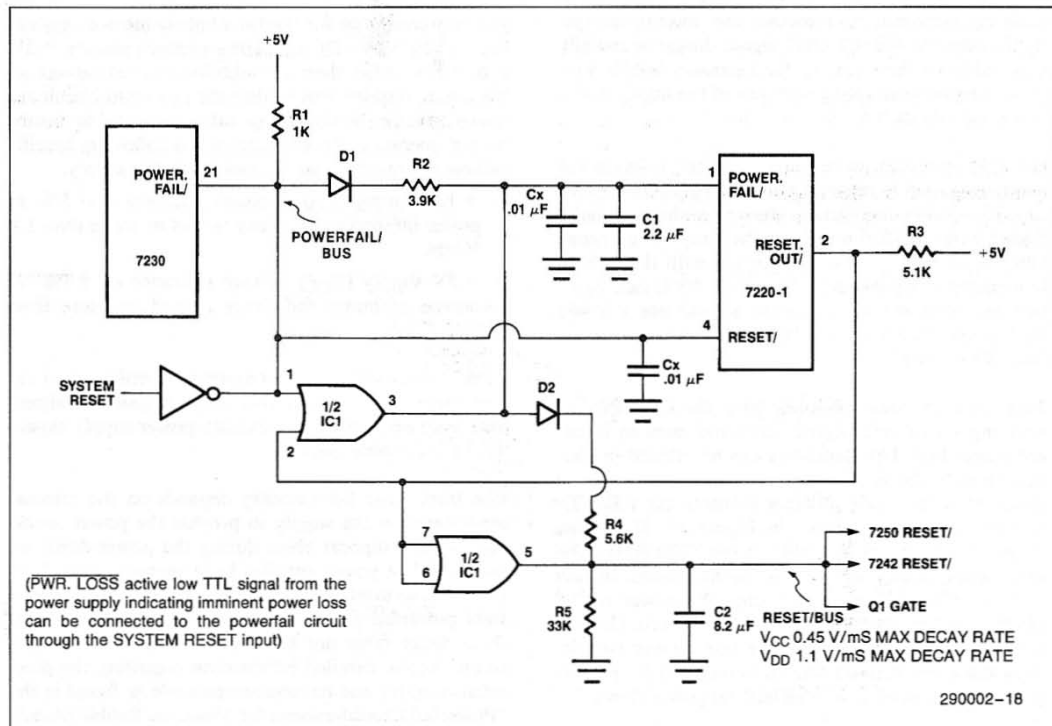 +5V
R1
1K
POWER.
FAIL/
21
7230
D1
R2
3.9K
POWERFAIL/
BUS
Cx
.01 μF
C1
2.2 μF
1
POWER.
FAIL/
RESET.
OUT/
2
R3
5.1K
+5V
7220-1
4
RESET/
Cx
.01 μF
SYSTEM
RESET
1
1/2
IC1
3
2
D2
7
1/2
IC1
6
5
R4
5.6K
R5
33K
C2
8.2 μF
7250 RESET/
7242 RESET/
Q1 GATE
RESET/BUS
VCC 0.45 V/mS MAX DECAY RATE
VDD 1.1 V/mS MAX DECAY RATE
(PWR. LOSS active low TTL signal from the
power supply indicating imminent power loss
can be connected to the powerfail circuit
through the SYSTEM RESET input)
290002–18